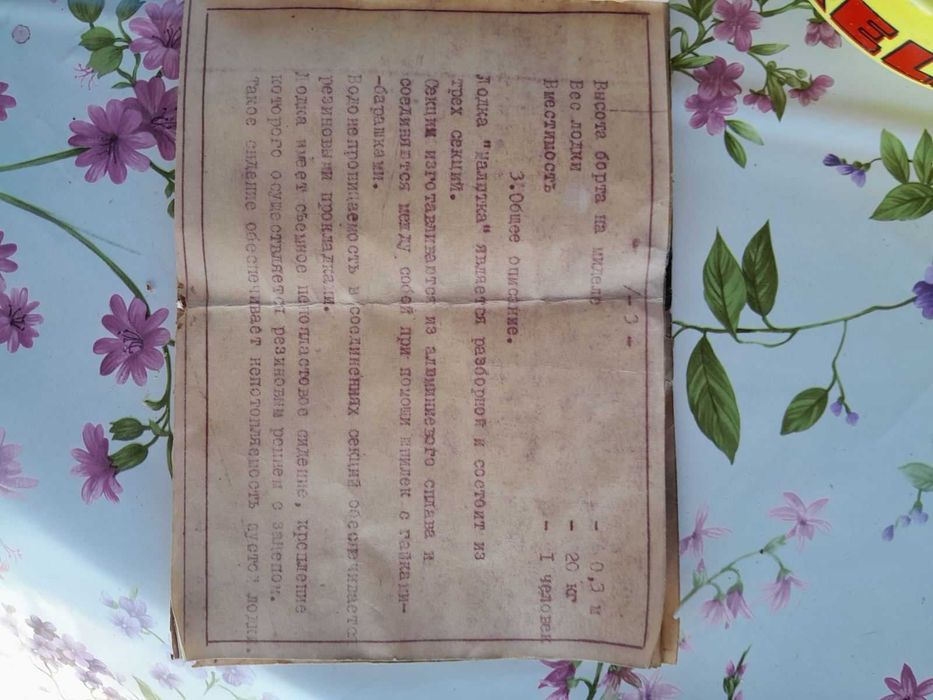 - 3 -
Высота борта на миделе - 0,3 м
Вес лодки - 20 кг
Вместимость - I человек
3. Общее описание.
Лодка "малютка" является разборной и состоит из
трех секций.
Секции изготавливаются из алюминиевого сплава и
соединяются между собой при помощи шпилек с гайками-
-барашками.
Водонепроницаемость в соединениях секций обеспечивается
резиновыми прокладками.
Лодка имеет съемное пенопластовое сидение, крепление
которого осуществляется резиновым ремнем с зацепом.
Такое сидение обеспечивает непотопляемость пустой лодки.